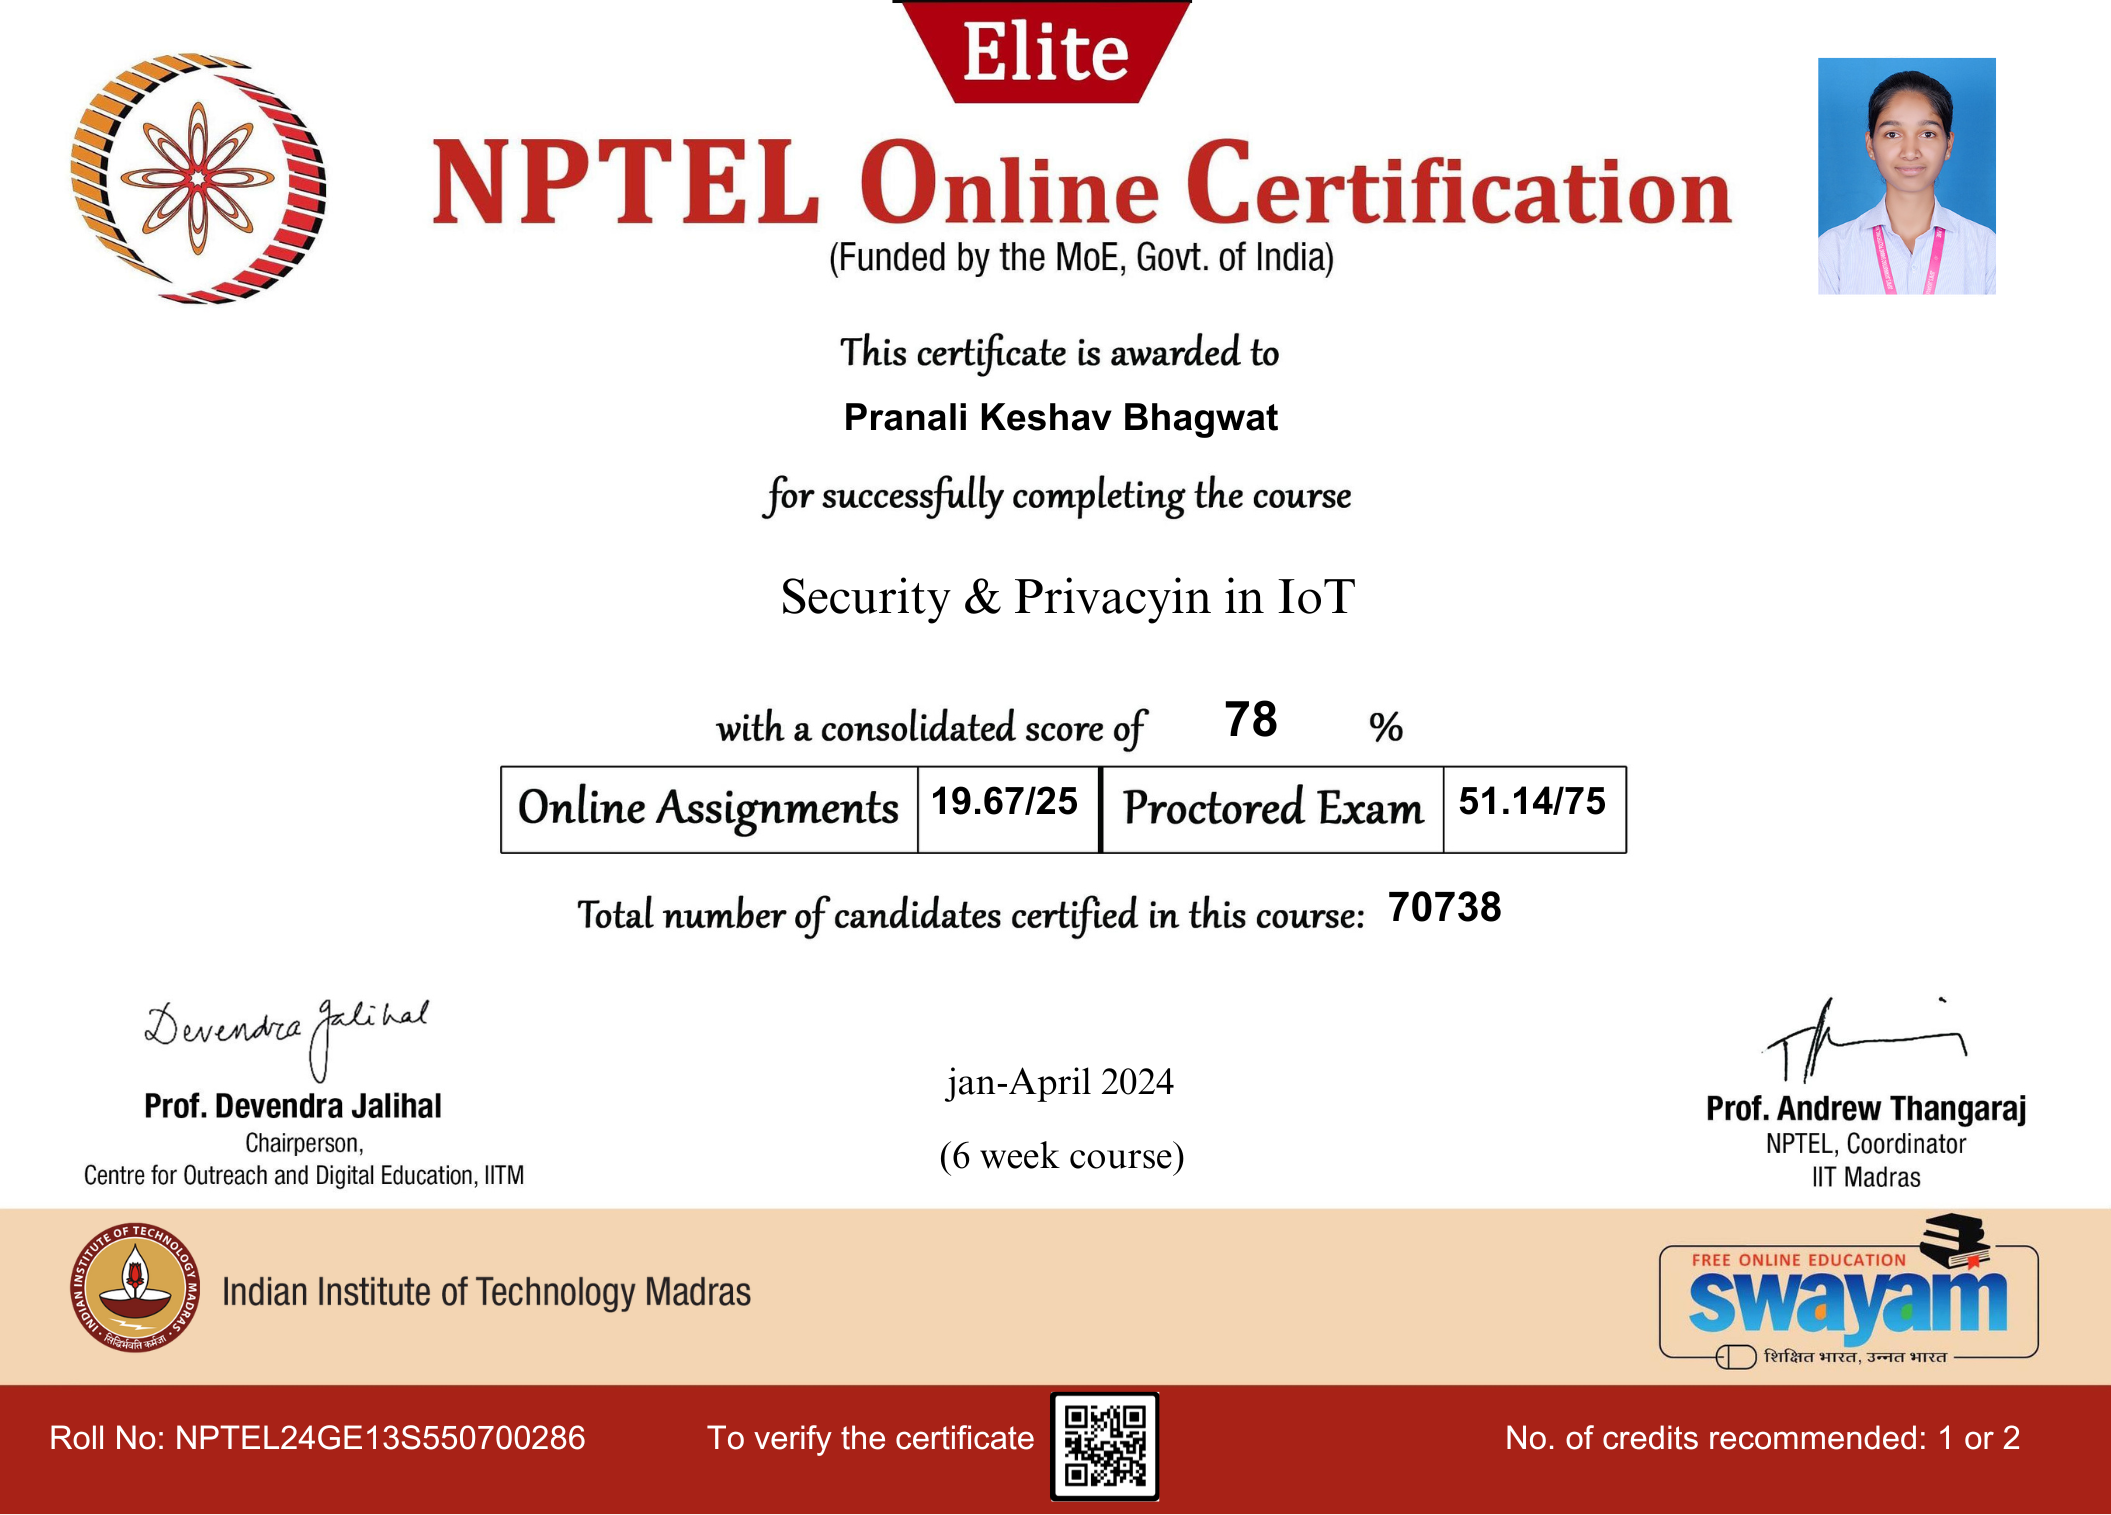 Elite
NPTEL Online Certification
(Funded by the MoE, Govt. of India)
This certificate is awarded to
Pranali Keshav Bhagwat
for successfully completing the course
Security & Privacyin in IoT
with a consolidated score of 78 %
Online Assignments 19.67/25 Proctored Exam 51.14/75
Total number of candidates certified in this course: 70738
Devendra Jalihal
Prof. Devendra Jalihal
Chairperson,
Centre for Outreach and Digital Education, IITM
jan-April 2024
(6 week course)
Prof. Andrew Thangaraj
NPTEL, Coordinator
IIT Madras
INDIAN INSTITUTE OF TECHNOLOGY MADRAS
सिद्धिर्भवति कर्मजा
Indian Institute of Technology Madras
FREE ONLINE EDUCATION
swayam
शिक्षित भारत, उन्नत भारत
Roll No: NPTEL24GE13S550700286
To verify the certificate
No. of credits recommended: 1 or 2